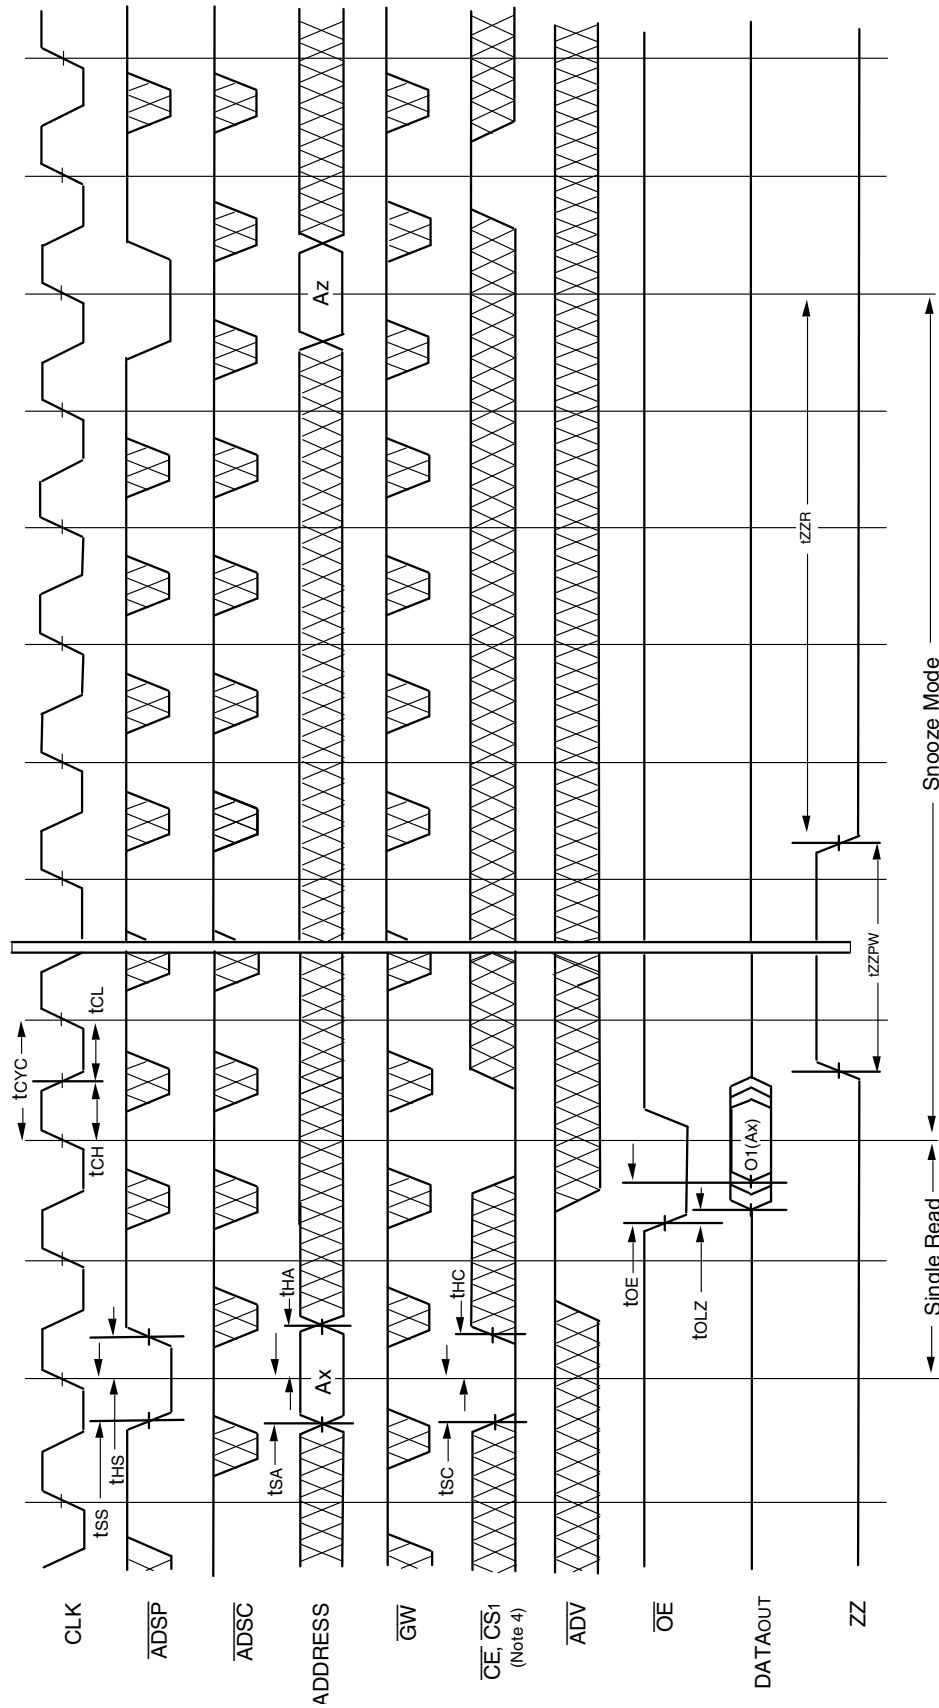 CLK
tCYC
tCH
tCL
ADSP
tSS
tHS
ADSC
ADDRESS
tSA
tHA
Ax
Az
GW
CE, CS1
(Note 4)
tSC
tHC
ADV
OE
tOE
tOLZ
DATAOUT
O1(Ax)
ZZ
tZZPW
tZZR
Single Read
Snooze Mode